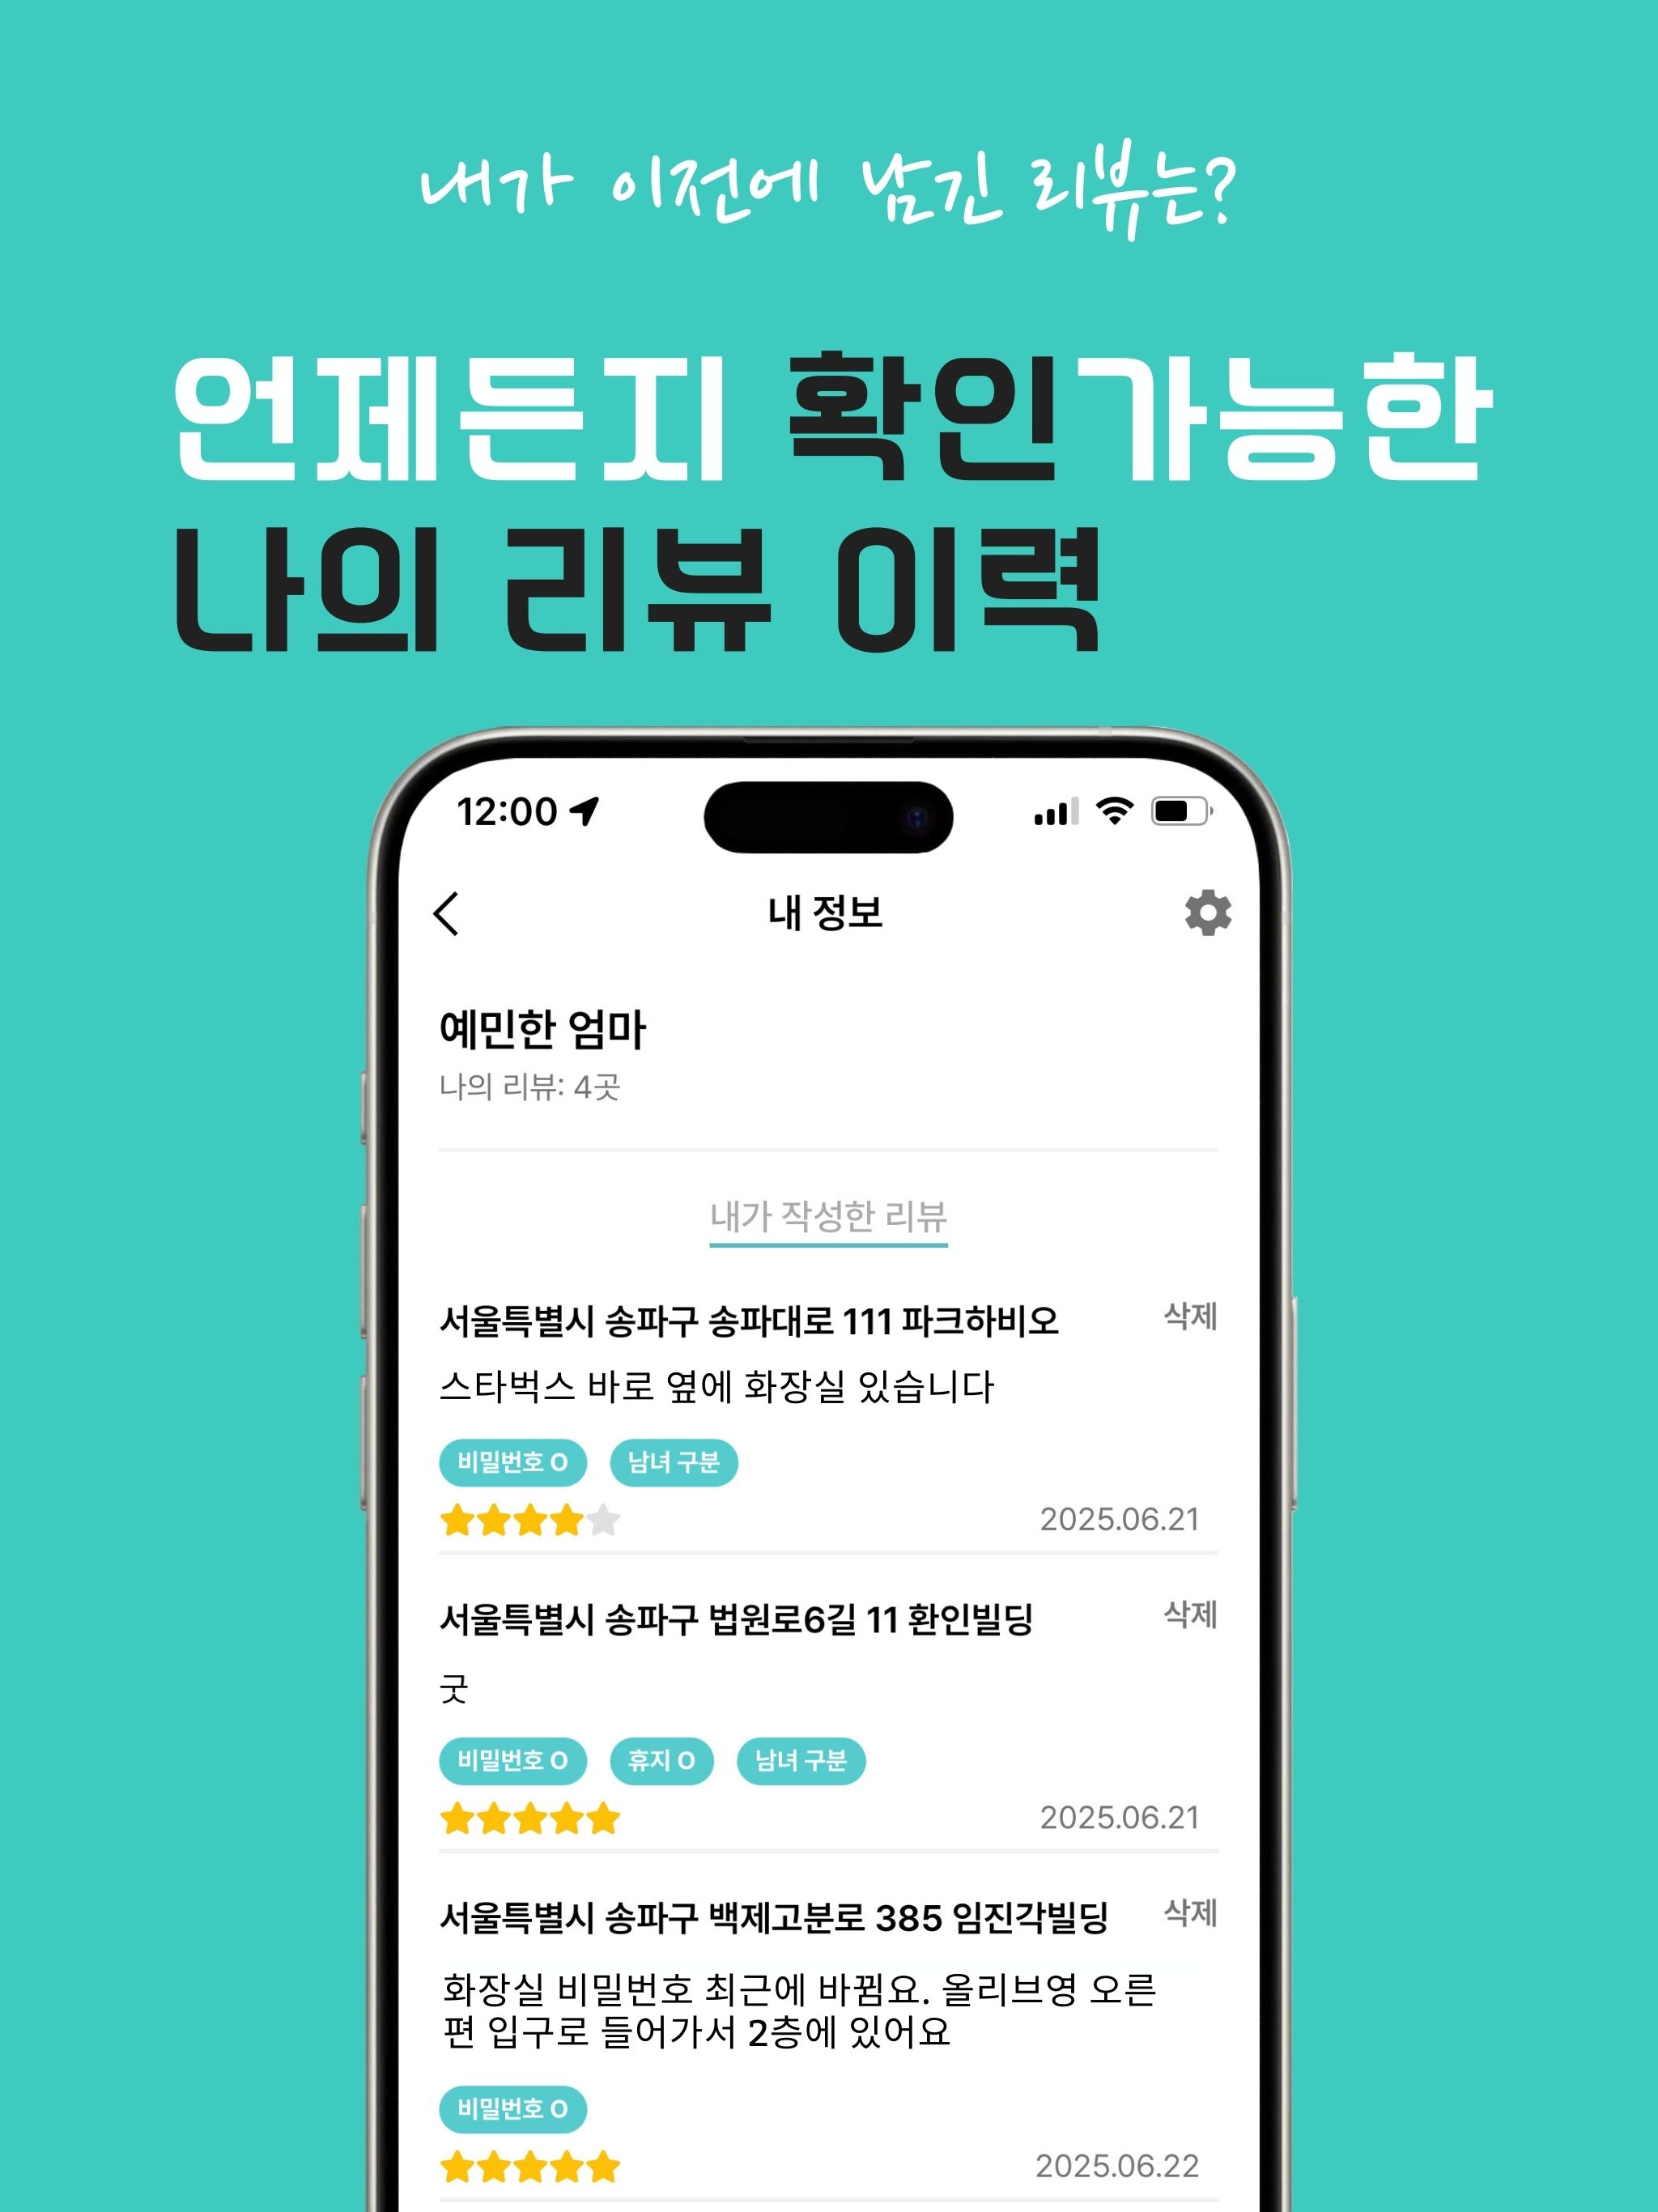 내가 이전에 남긴 리뷰는?
언제든지 확인가능한
나의 리뷰 이력
12:00
내 정보
예민한 엄마
나의 리뷰: 4곳
내가 작성한 리뷰
서울특별시 송파구 송파대로 111 파크하비오 삭제
스타벅스 바로 옆에 화장실 있습니다
비밀번호 O 남녀 구분
2025.06.21
서울특별시 송파구 법원로6길 11 환인빌딩 삭제
굿
비밀번호 O 휴지 O 남녀 구분
2025.06.21
서울특별시 송파구 백제고분로 385 임진각빌딩 삭제
화장실 비밀번호 최근에 바뀜요. 올리브영 오른
편 입구로 들어가서 2층에 있어요
비밀번호 O
2025.06.22